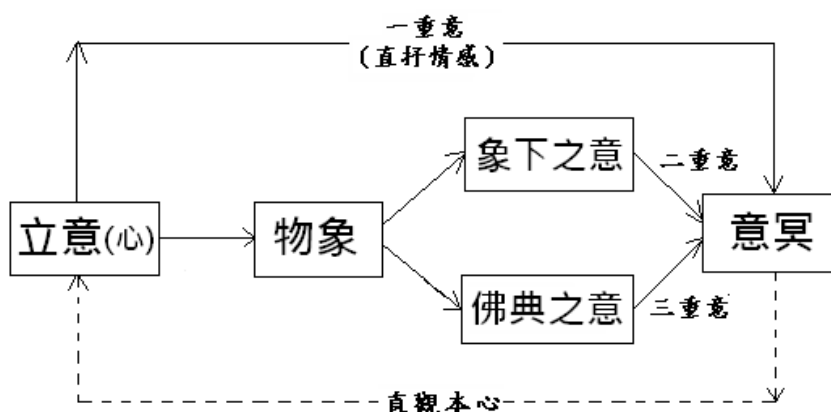 一重意
(直抒情感)
象下之意
二重意
立意(心)
物象
意冥
佛典之意
三重意
直觀本心